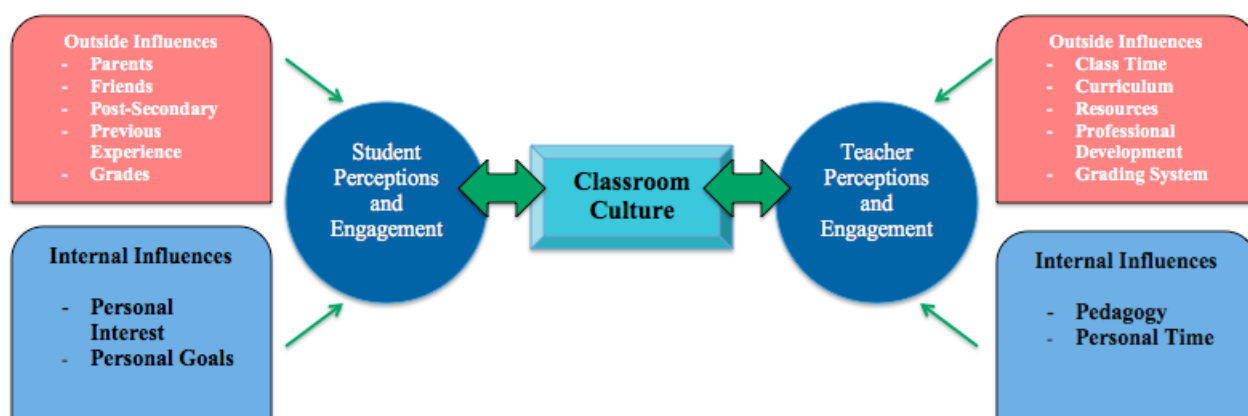 Outside Influences
- Parents
- Friends
- Post-Secondary
- Previous
Experience
- Grades
Internal Influences
- Personal
Interest
- Personal Goals
Student
Perceptions
and
Engagement
Classroom
Culture
Teacher
Perceptions
and
Engagement
Outside Influences
- Class Time
- Curriculum
- Resources
- Professional
Development
- Grading System
Internal Influences
- Pedagogy
- Personal Time